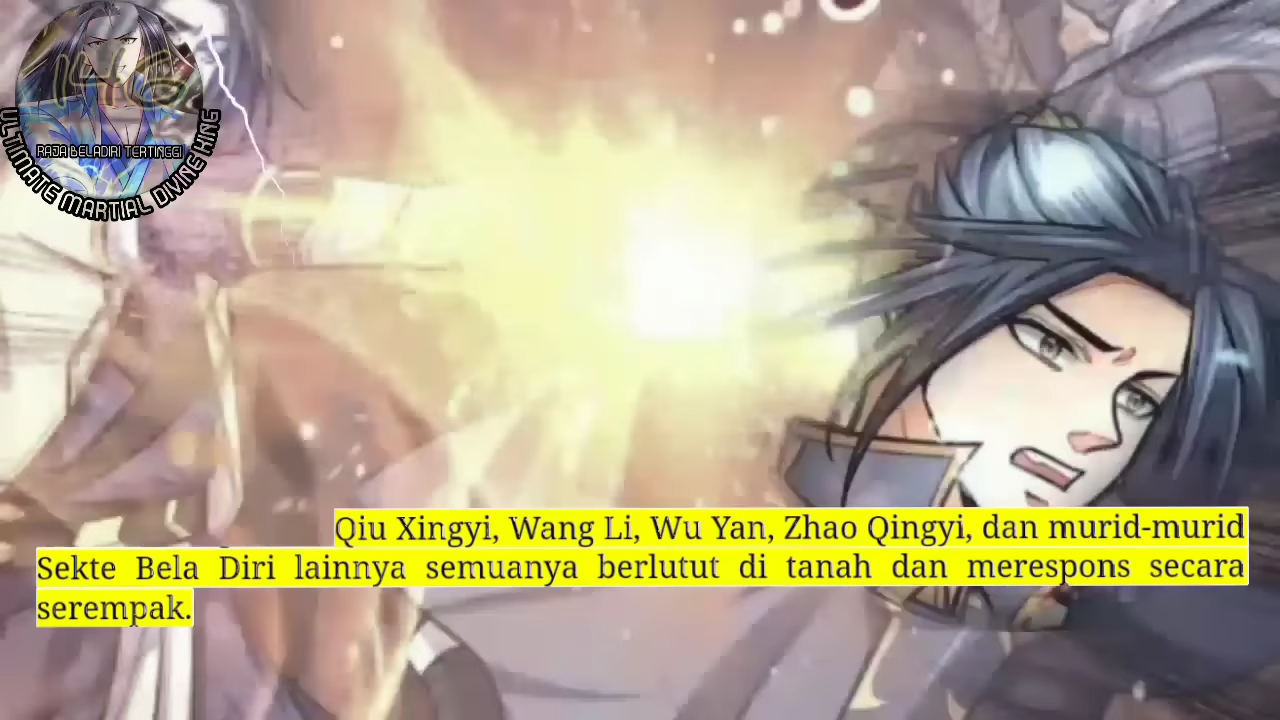 146
RAJA BELADIRI TERTINGGI
ULTIMATE MARTIAL DIVINE KING
Qiu Xingyi, Wang Li, Wu Yan, Zhao Qingyi, dan murid-murid
Sekte Bela Diri lainnya semuanya berlutut di tanah dan merespons secara
serempak.